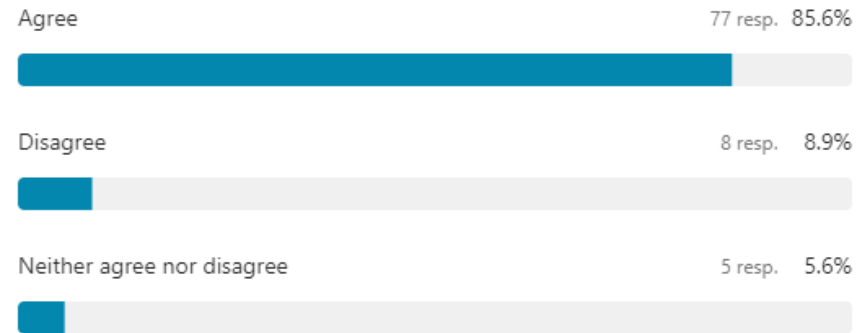 Agree 77 resp. 85.6%
Disagree 8 resp. 8.9%
Neither agree nor disagree 5 resp. 5.6%